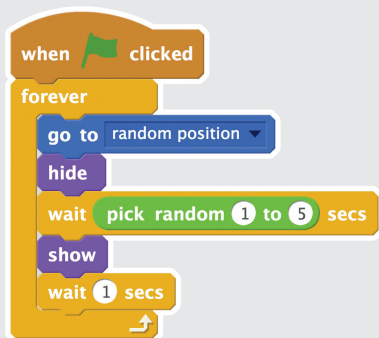 when clicked
forever
go to random position
hide
wait pick random 1 to 5 secs
show
wait 1 secs